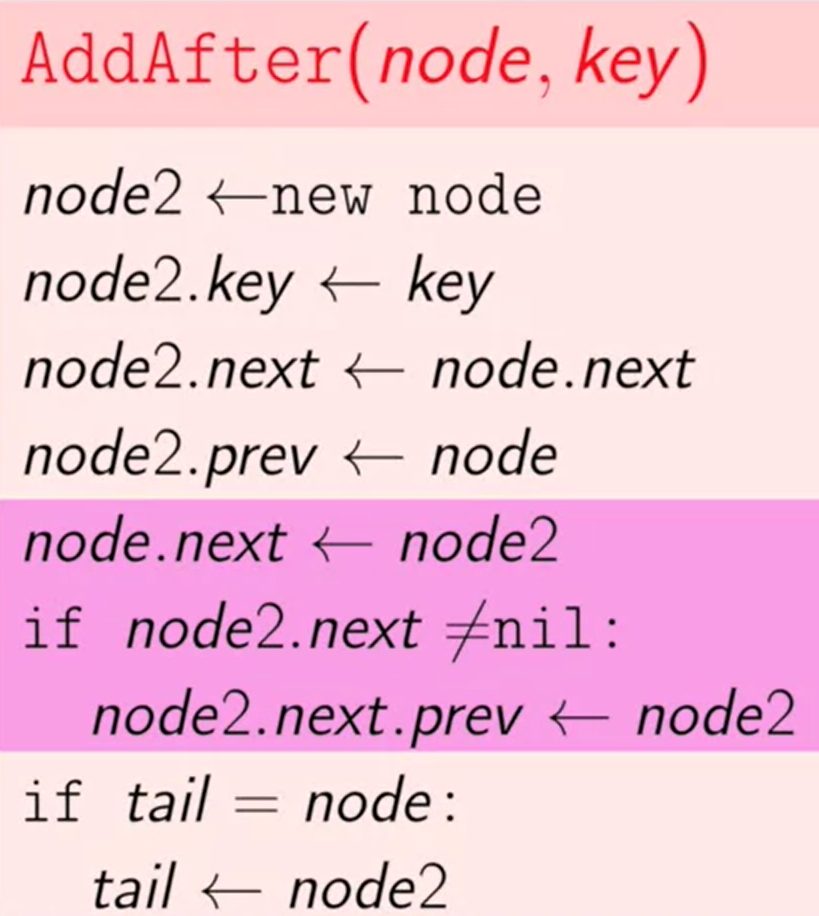 AddAfter(node, key)
node2 ←new node
node2.key ← key
node2.next ← node.next
node2.prev ← node
node.next ← node2
if node2.next ≠nil:
node2.next.prev ← node2
if tail = node:
tail ← node2